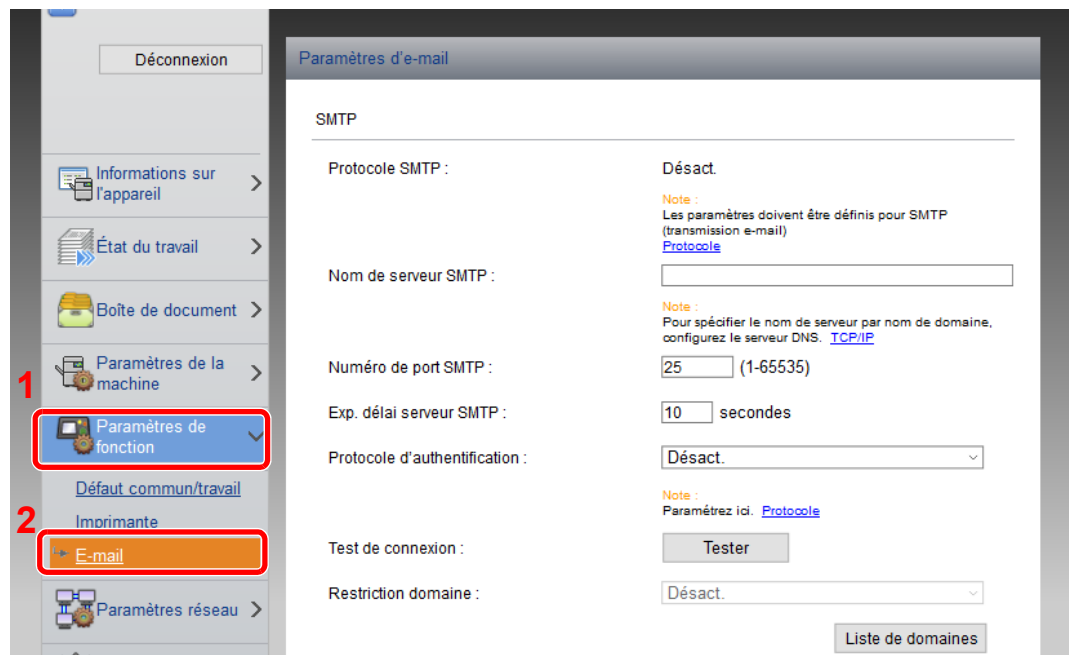 Déconnexion
Informations sur
l'appareil
État du travail
Boîte de document
Paramètres de la
machine
1
Paramètres de
fonction
Défaut commun/travail
2
Imprimante
E-mail
Paramètres réseau
Paramètres d'e-mail
SMTP
Protocole SMTP : Désact.
Note :
Les paramètres doivent être définis pour SMTP
(transmission e-mail)
Protocole
Nom de serveur SMTP :
Note :
Pour spécifier le nom de serveur par nom de domaine,
configurez le serveur DNS. TCP/IP
Numéro de port SMTP : 25 (1-65535)
Exp. délai serveur SMTP : 10 secondes
Protocole d'authentification : Désact.
Note :
Paramétrez ici. Protocole
Test de connexion : Tester
Restriction domaine : Désact.
Liste de domaines